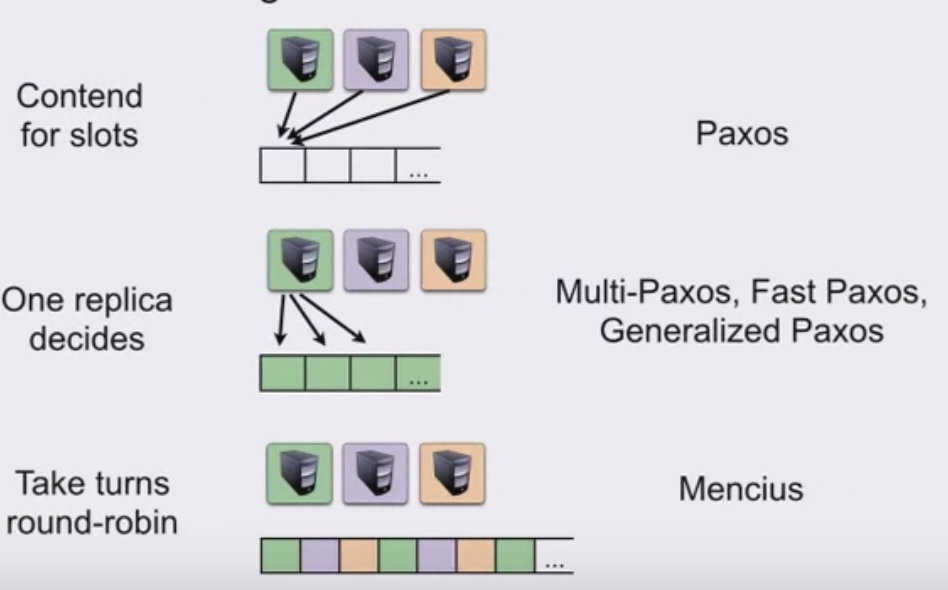 Contend
for slots
...
Paxos
One replica
decides
...
Multi-Paxos, Fast Paxos,
Generalized Paxos
Take turns
round-robin
...
Mencius